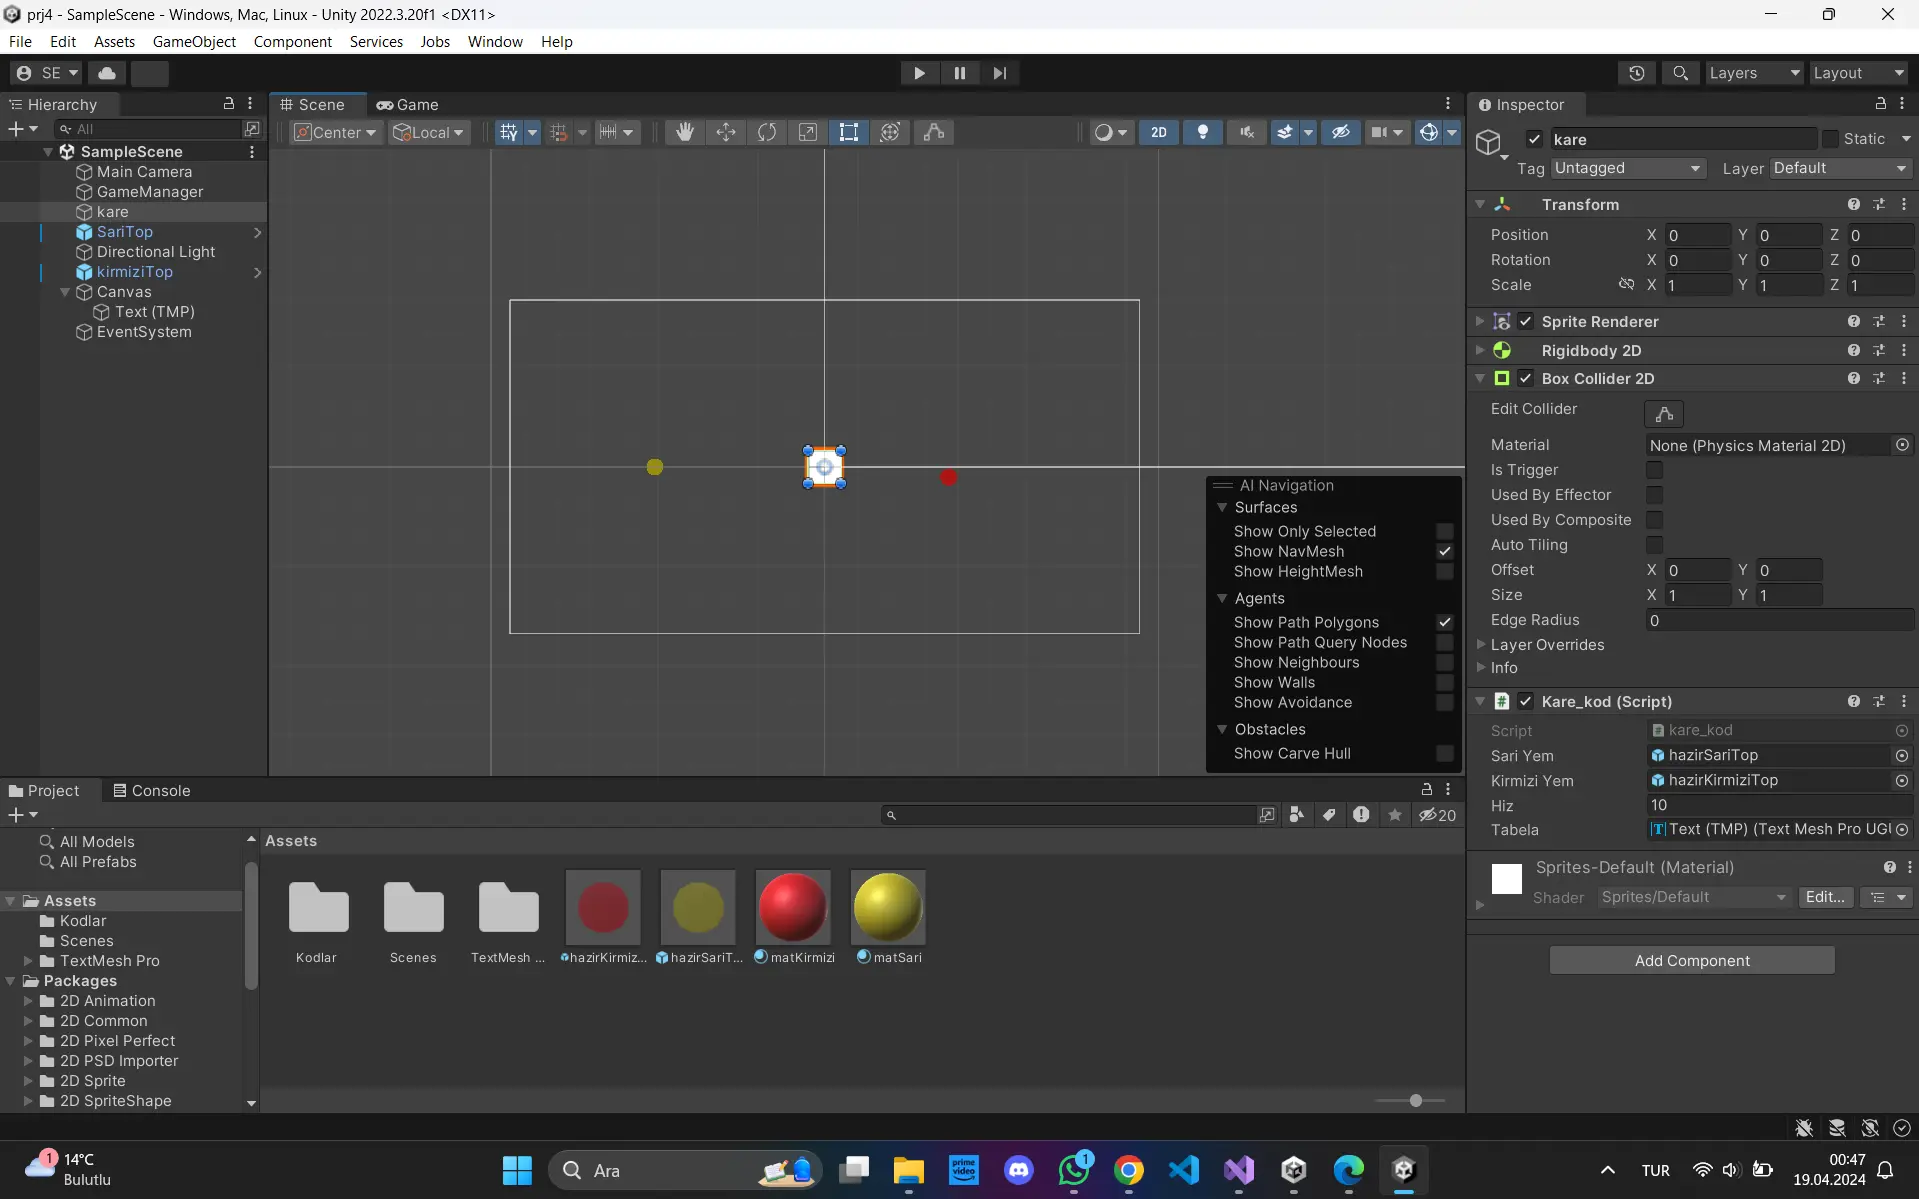 prj4 - SampleScene - Windows, Mac, Linux - Unity 2022.3.20f1 <DX11>
File Edit Assets GameObject Component Services Jobs Window Help
SE Layers Layout
Hierarchy
All
SampleScene
Main Camera
GameManager
kare
SariTop
Directional Light
kirmiziTop
Canvas
Text (TMP)
EventSystem
Scene Game
Center Local 2D
AI Navigation
Surfaces
Show Only Selected
Show NavMesh
Show HeightMesh
Agents
Show Path Polygons
Show Path Query Nodes
Show Neighbours
Show Walls
Show Avoidance
Obstacles
Show Carve Hull
Inspector
kare Static
Tag Untagged Layer Default
Transform
Position X 0 Y 0 Z 0
Rotation X 0 Y 0 Z 0
Scale X 1 Y 1 Z 1
Sprite Renderer
Rigidbody 2D
Box Collider 2D
Edit Collider
Material None (Physics Material 2D)
Is Trigger
Used By Effector
Used By Composite
Auto Tiling
Offset X 0 Y 0
Size X 1 Y 1
Edge Radius 0
Layer Overrides
Info
Kare_kod (Script)
Script kare_kod
Sari Yem hazirSariTop
Kirmizi Yem hazirKirmiziTop
Hiz 10
Tabela Text (TMP) (Text Mesh Pro UGU
Sprites-Default (Material)
Shader Sprites/Default Edit...
Add Component
Project Console
20
All Models
All Prefabs
Assets
Kodlar
Scenes
TextMesh Pro
Packages
2D Animation
2D Common
2D Pixel Perfect
2D PSD Importer
2D Sprite
2D SpriteShape
Assets
Kodlar Scenes TextMesh ... hazirKirmiz... hazirSariT... matKirmizi matSari
1
14°C
Bulutlu
Ara
prime video
1
TUR
00:47
19.04.2024